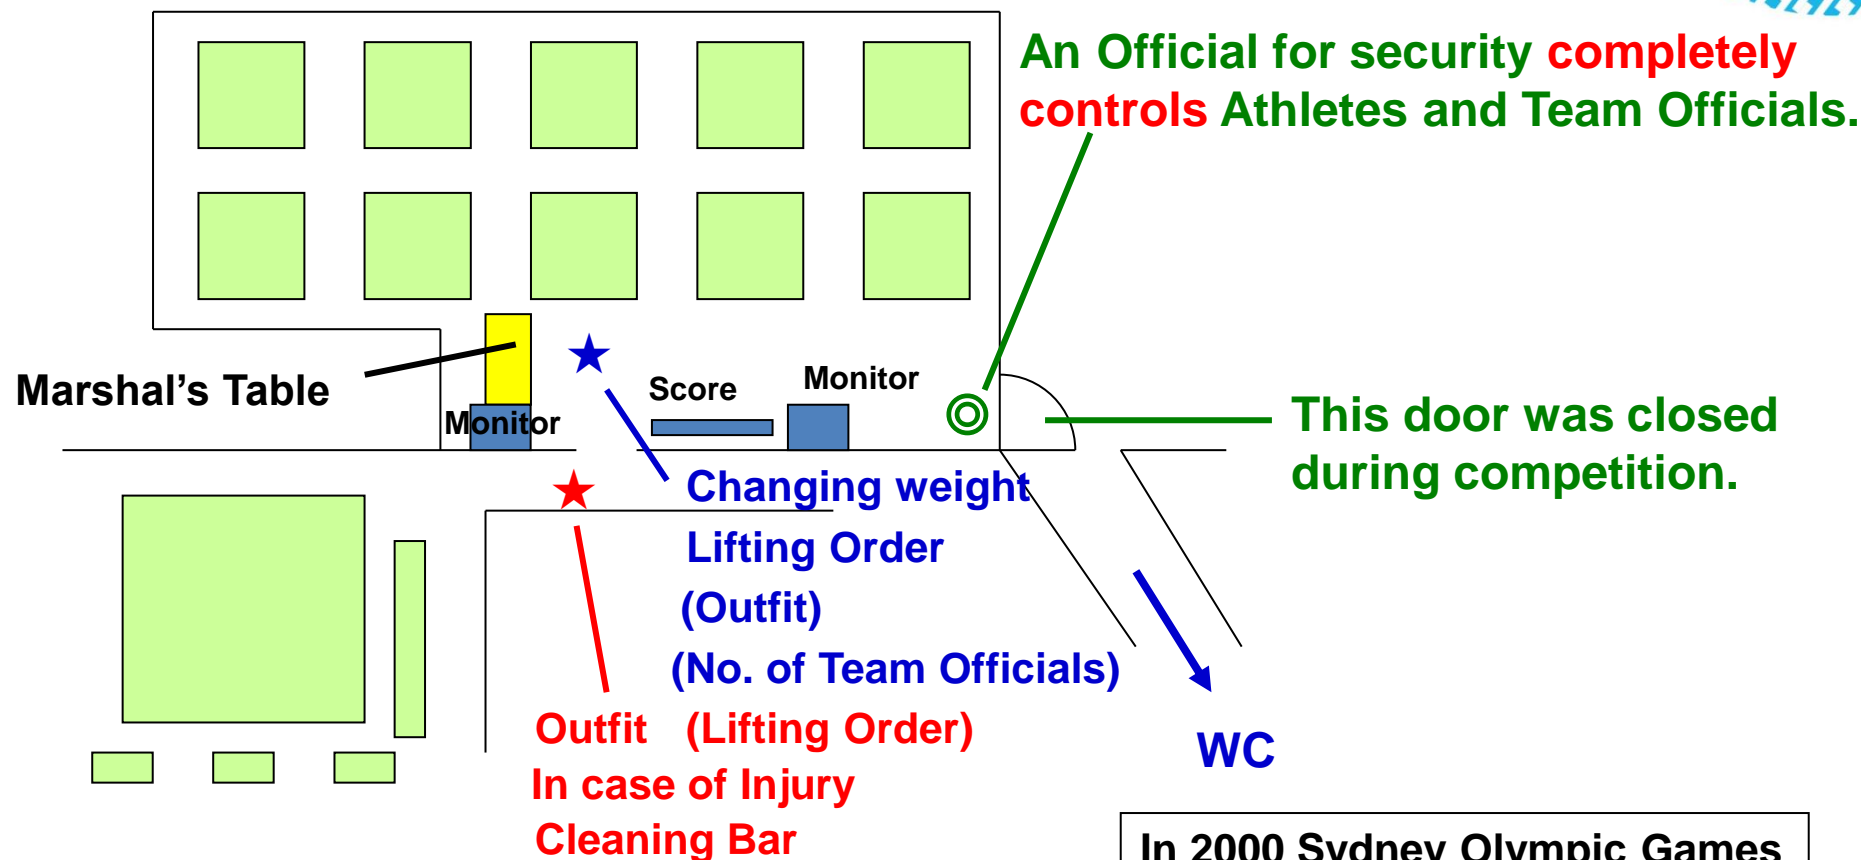 An Official for security completely
controls Athletes and Team Officials.
Marshal's Table
Monitor
Score
Monitor
This door was closed
during competition.
Changing weight
Lifting Order
(Outfit)
(No. of Team Officials)
Outfit (Lifting Order)
In case of Injury
Cleaning Bar
WC
In 2000 Sydney Olympic Games